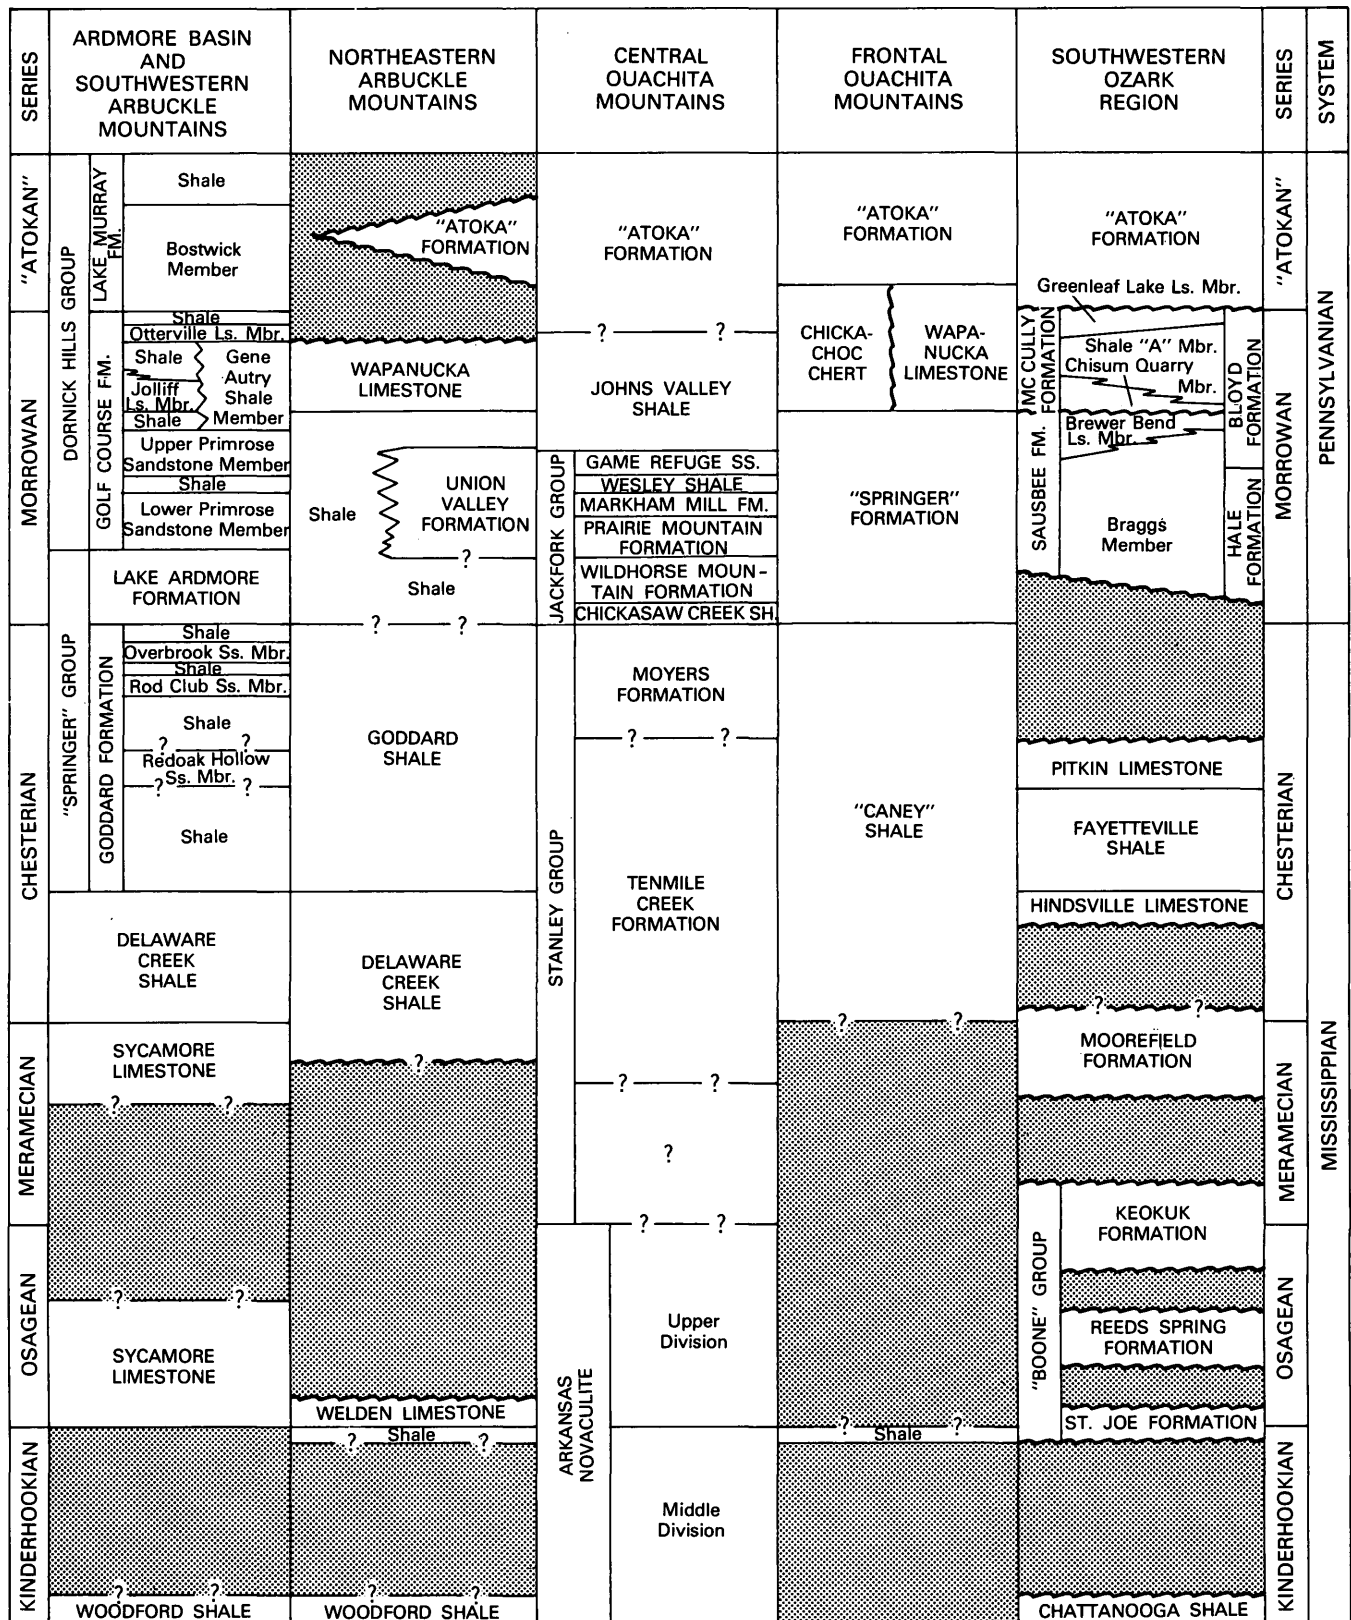 SERIES
ARDMORE BASIN
AND
SOUTHWESTERN
ARBUCKLE
MOUNTAINS
NORTHEASTERN
ARBUCKLE
MOUNTAINS
CENTRAL
OUACHITA
MOUNTAINS
FRONTAL
OUACHITA
MOUNTAINS
SOUTHWESTERN
OZARK
REGION
SERIES
SYSTEM
"ATOKAN"
MORROWAN
CHESTERIAN
MERAMECIAN
OSAGEAN
KINDERHOOKIAN
DORNICK HILLS GROUP
LAKE MURRAY
FM.
Shale
Bostwick
Member
GOLF COURSE FM.
Shale
Otterville Ls. Mbr.
Shale
Jolliff
Ls. Mbr.
Shale
Gene
Autry
Shale
Member
Upper Primrose
Sandstone Member
Shale
Lower Primrose
Sandstone Member
"SPRINGER" GROUP
LAKE ARDMORE
FORMATION
GODDARD FORMATION
Shale
Overbrook Ss. Mbr.
Shale
Rod Club Ss. Mbr.
Shale
? ?
Redoak Hollow
Ss. Mbr.
? ?
Shale
DELAWARE
CREEK
SHALE
SYCAMORE
LIMESTONE
? ?
? ?
SYCAMORE
LIMESTONE
? ?
WOODFORD SHALE
"ATOKA"
FORMATION
WAPANUCKA
LIMESTONE
Shale
UNION
VALLEY
FORMATION
?
Shale
? ?
GODDARD
SHALE
DELAWARE
CREEK
SHALE
?
WELDEN LIMESTONE
Shale
? ?
? ?
WOODFORD SHALE
"ATOKA"
FORMATION
? ?
JOHNS VALLEY
SHALE
JACKFORK GROUP
GAME REFUGE SS.
WESLEY SHALE
MARKHAM MILL FM.
PRAIRIE MOUNTAIN
FORMATION
WILDHORSE MOUN-
TAIN FORMATION
CHICKASAW CREEK SH.
STANLEY GROUP
MOYERS
FORMATION
? ?
TENMILE
CREEK
FORMATION
? ?
?
? ?
ARKANSAS
NOVACULITE
Upper
Division
Middle
Division
"ATOKA"
FORMATION
CHICKA-
CHOC
CHERT
WAPA-
NUCKA
LIMESTONE
"SPRINGER"
FORMATION
"CANEY"
SHALE
? ?
? ?
Shale
"ATOKA"
FORMATION
Greenleaf Lake Ls. Mbr.
MC CULLY
FORMATION
Shale "A" Mbr.
Chisum Quarry
Mbr.
BLOYD
FORMATION
SAUSBEE FM.
Brewer Bend
Ls. Mbr.
Braggs
Member
HALE
FORMATION
PITKIN LIMESTONE
FAYETTEVILLE
SHALE
HINDSVILLE LIMESTONE
? ?
MOOREFIELD
FORMATION
"BOONE" GROUP
KEOKUK
FORMATION
REEDS SPRING
FORMATION
ST. JOE FORMATION
CHATTANOOGA SHALE
"ATOKAN"
MORROWAN
CHESTERIAN
MERAMECIAN
OSAGEAN
KINDERHOOKIAN
PENNSYLVANIAN
MISSISSIPPIAN